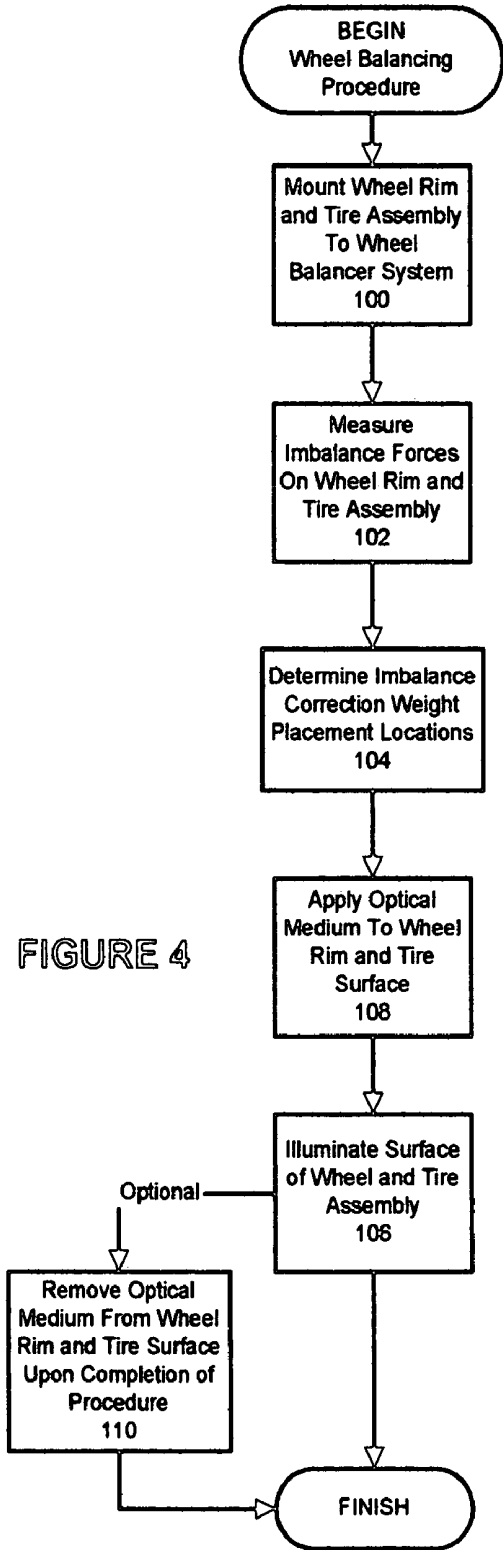 BEGIN
Wheel Balancing
Procedure
Mount Wheel Rim
and Tire Assembly
To Wheel
Balancer System
100
Measure
Imbalance Forces
On Wheel Rim and
Tire Assembly
102
Determine Imbalance
Correction Weight
Placement Locations
104
Apply Optical
Medium To Wheel
Rim and Tire
Surface
108
FIGURE 4
Illuminate Surface
of Wheel and Tire
Assembly
106
Optional
Remove Optical
Medium From Wheel
Rim and Tire Surface
Upon Completion of
Procedure
110
FINISH